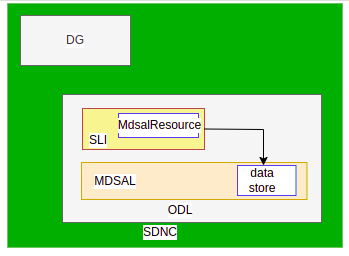 DG
MdsalResource
SLI
MDSAL
data
store
ODL
SDNC